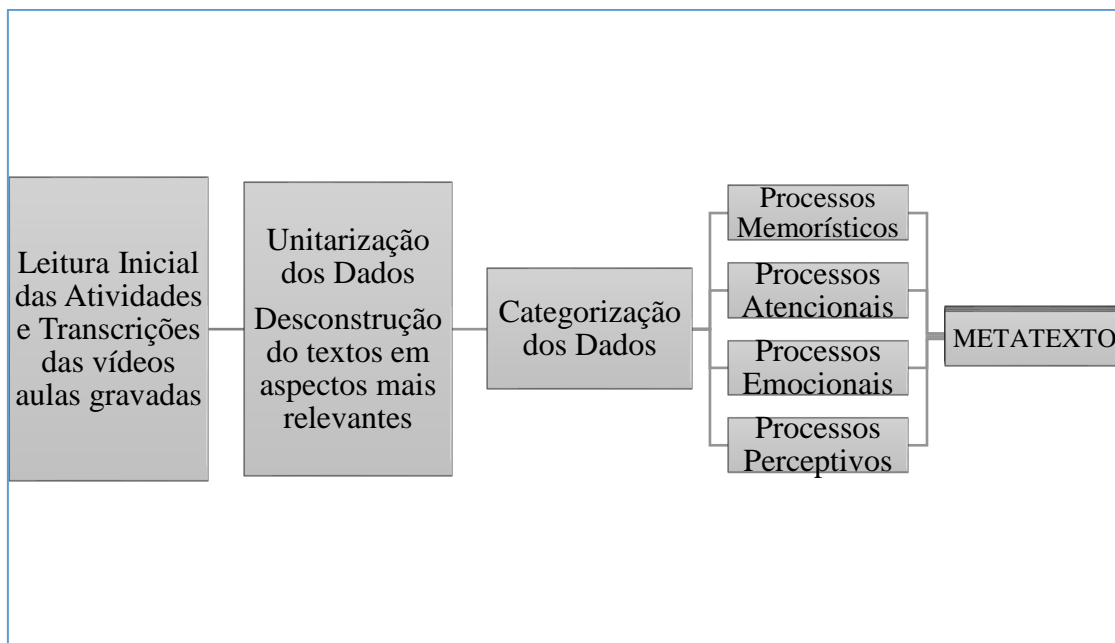 Leitura Inicial
das Atividades
e Transcrições
das vídeos
aulas gravadas
Unitarização
dos Dados
Desconstrução
do textos em
aspectos mais
relevantes
Categorização
dos Dados
Processos
Memorísticos
Processos
Atencionais
Processos
Emocionais
Processos
Perceptivos
METATEXTO